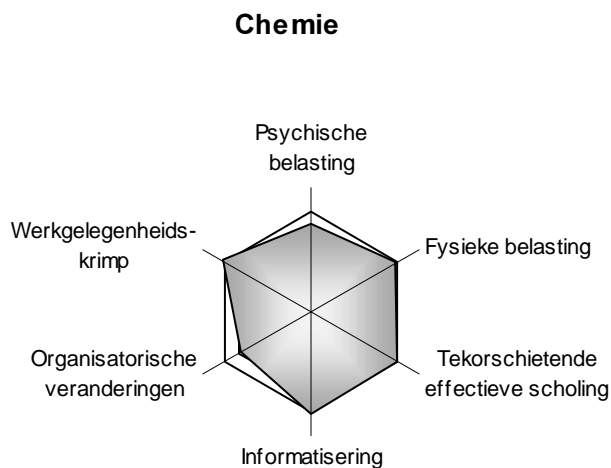 Chemie
Psychische
belasting
Werkgelegenheids-
krimp
Fysieke belasting
Organisatorische
veranderingen
Tekorschietende
effectieve scholing
Informatisering